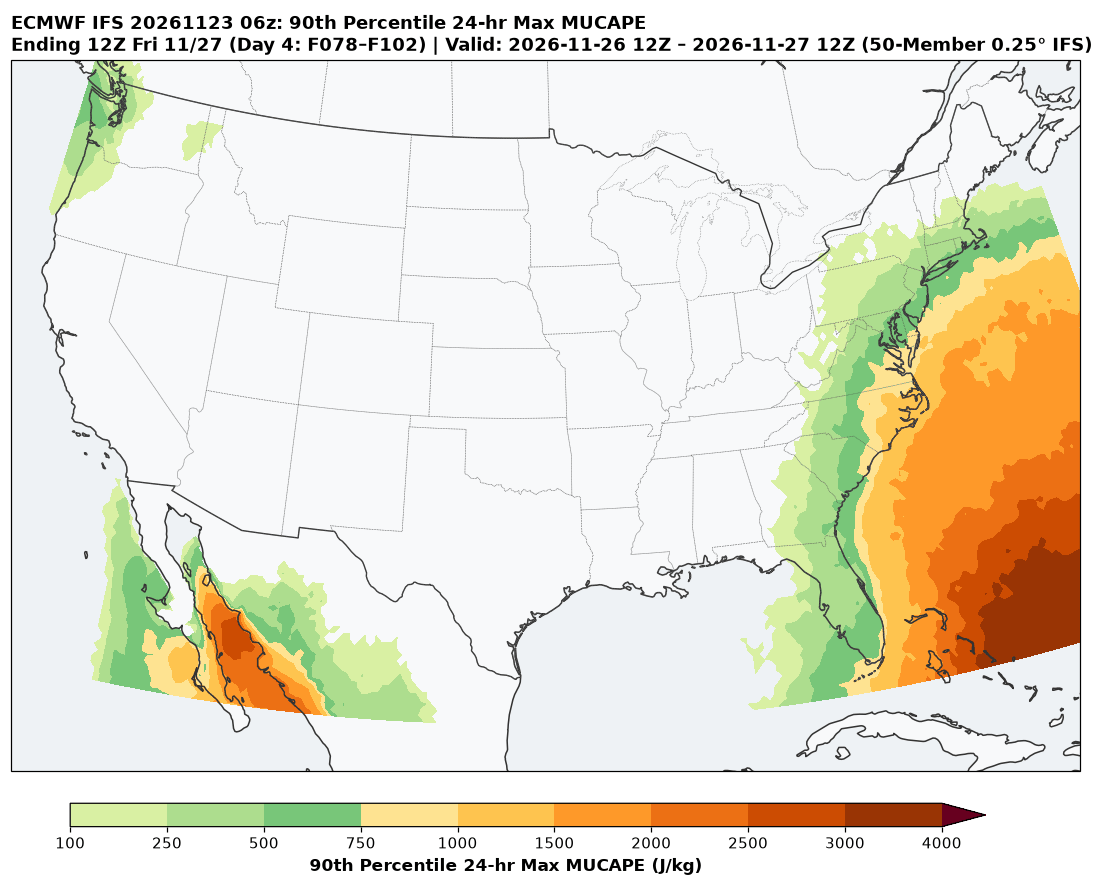 ECMWF IFS 20261123 06z: 90th Percentile 24-hr Max MUCAPE
Ending 12Z Fri 11/27 (Day 4: F078–F102) | Valid: 2026-11-26 12Z – 2026-11-27 12Z (50-Member 0.25° IFS)
100 250 500 750 1000 1500 2000 2500 3000 4000
90th Percentile 24-hr Max MUCAPE (J/kg)